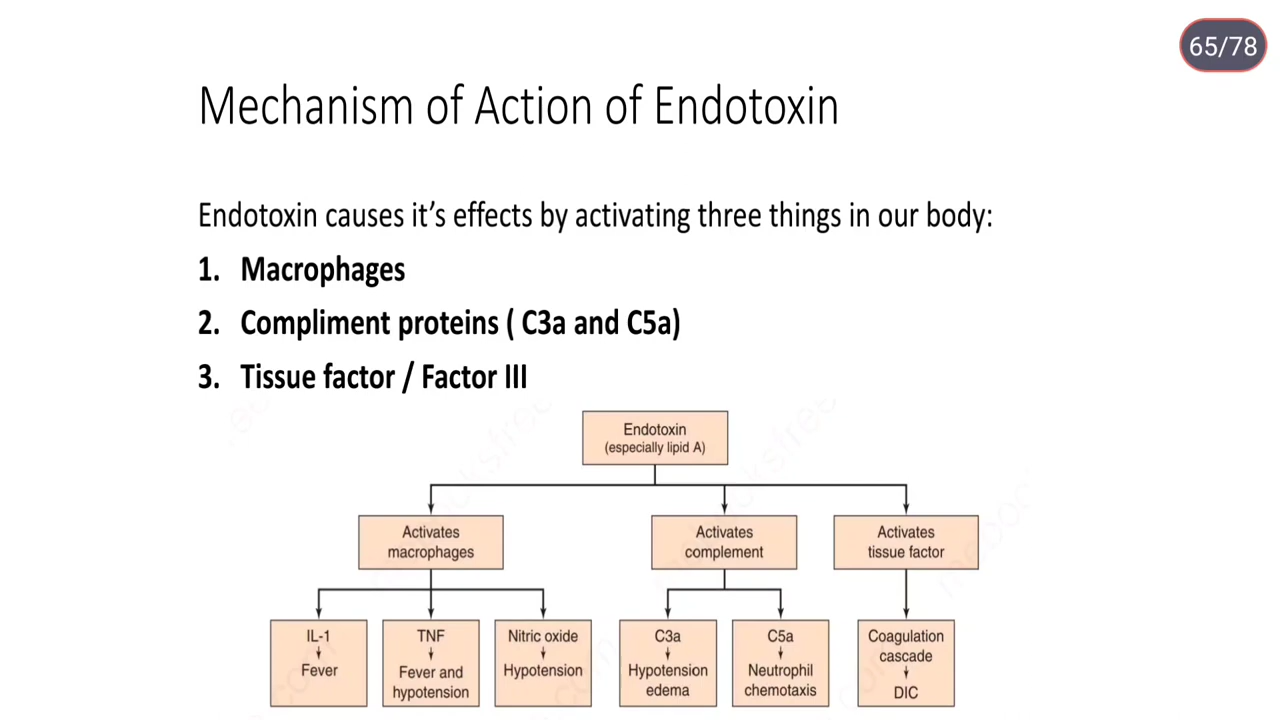 65/78
Mechanism of Action of Endotoxin
Endotoxin causes it’s effects by activating three things in our body:
1. Macrophages
2. Compliment proteins ( C3a and C5a)
3. Tissue factor / Factor III
Endotoxin
(especially lipid A)
Activates
macrophages
Activates
complement
Activates
tissue factor
IL-1
Fever
TNF
Fever and
hypotension
Nitric oxide
Hypotension
C3a
Hypotension
edema
C5a
Neutrophil
chemotaxis
Coagulation
cascade
DIC